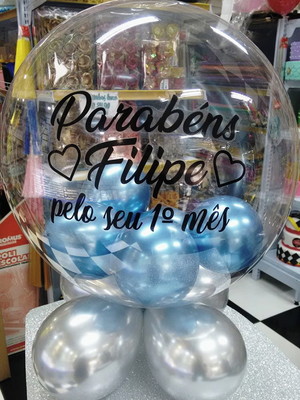 Parabéns
Filipe
pelo seu 1º mês